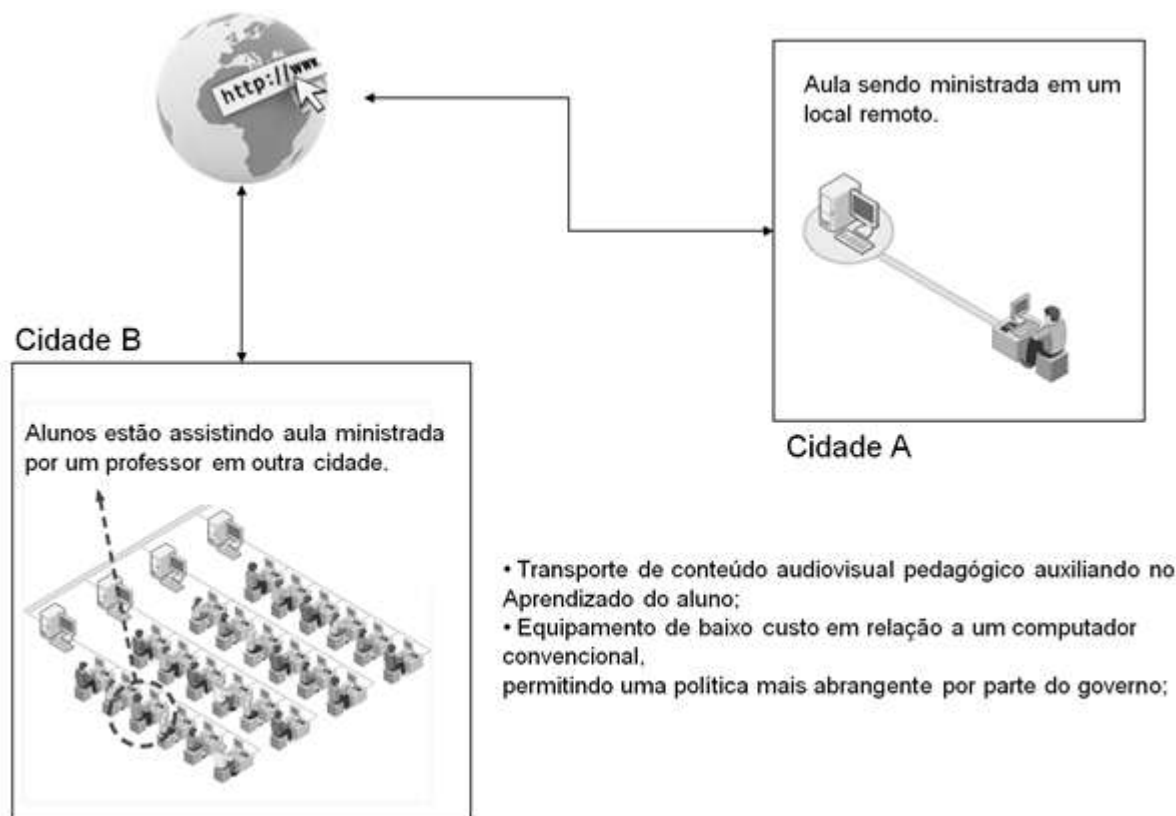 http://www.
Aula sendo ministrada em um
local remoto.
Cidade A
Cidade B
Alunos estão assistindo aula ministrada
por um professor em outra cidade.
• Transporte de conteúdo audiovisual pedagógico auxiliando no
Aprendizado do aluno;
• Equipamento de baixo custo em relação a um computador
convencional,
permitindo uma política mais abrangente por parte do governo;